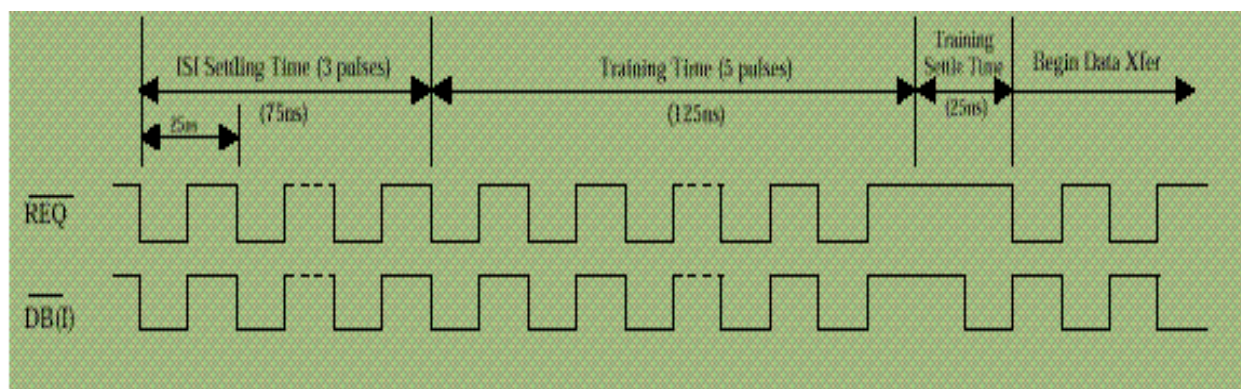 ISI Settling Time (3 pulses)
(75ns)
25ns
Training Time (5 pulses)
(125ns)
Training
Settle Time
(25ns)
Begin Data Xfer
REQ
DB(I)